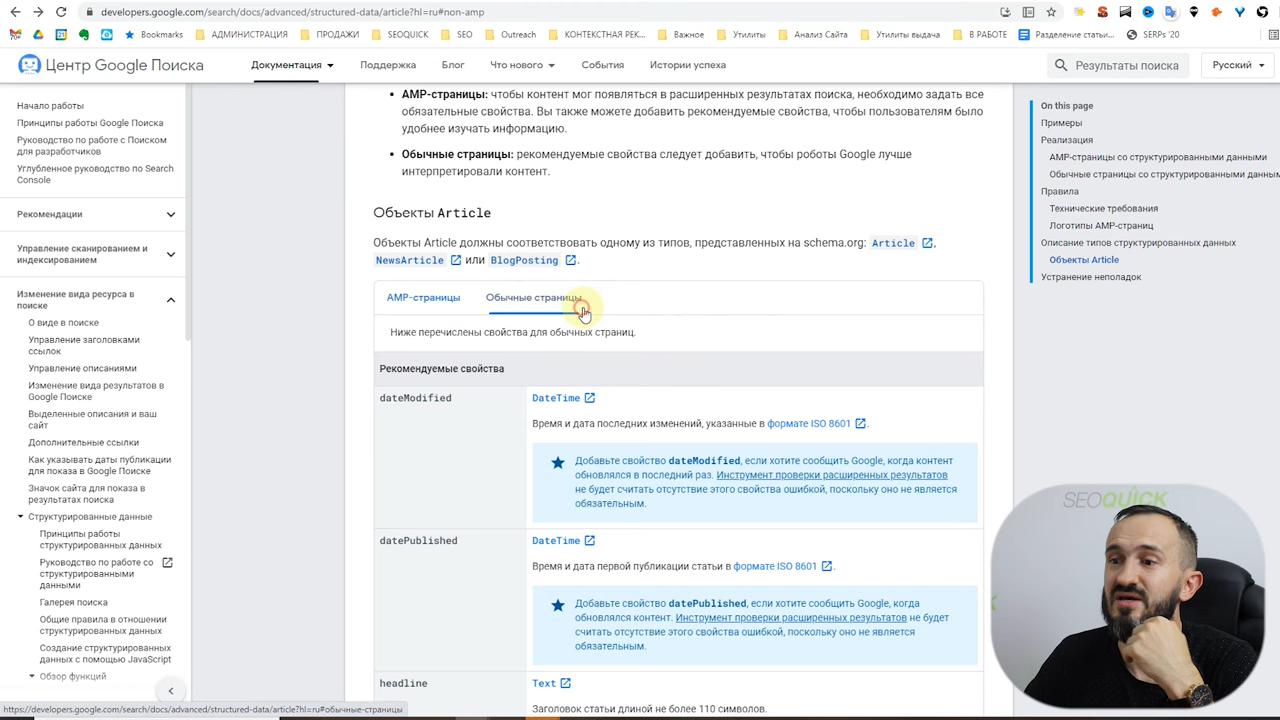 developers.google.com/search/docs/advanced/structured-data/article?hl=ru#non-amp
Bookmarks
АДМИНИСТРАЦИЯ
ПРОДАЖИ
SEOQUICK
SEO
Outreach
КОНТЕКСТНАЯ РЕК...
Важное
Утилиты
Анализ Сайта
Утилиты выдача
В РАБОТЕ
Разделение статьи...
SERPs '20
Центр Google Поиска
Документация
Поддержка
Блог
Что нового
События
Истории успеха
Результаты поиска
Русский
Начало работы
Принципы работы Google Поиска
Руководство по работе с Поиском
для разработчиков
Углубленное руководство по Search
Console
Рекомендации
Управление сканированием и
индексированием
Изменение вида ресурса в
поиске
О виде в поиске
Управление заголовками
ссылок
Управление описаниями
Изменение вида результатов в
Google Поиске
Выделенные описания и ваш
сайт
Дополнительные ссылки
Как указывать даты публикации
для показа в Google Поиске
Значок сайта для показа в
результатах поиска
Структурированные данные
Принципы работы
структурированных данных
Руководство по работе со
структурированными
данными
Галерея поиска
Общие правила в отношении
структурированных данных
Создание структурированных
данных с помощью JavaScript
Обзор функций
https://developers.google.com/search/docs/advanced/structured-data/article?hl=ru#обычные-страницы
AMP-страницы: чтобы контент мог появляться в расширенных результатах поиска, необходимо задать все
обязательные свойства. Вы также можете добавить рекомендуемые свойства, чтобы пользователям было
удобнее изучать информацию.
Обычные страницы: рекомендуемые свойства следует добавить, чтобы роботы Google лучше
интерпретировали контент.
Объекты Article
Объекты Article должны соответствовать одному из типов, представленных на schema.org: Article,
NewsArticle или BlogPosting.
AMP-страницы
Обычные страницы
Ниже перечислены свойства для обычных страниц.
Рекомендуемые свойства
dateModified
DateTime
Время и дата последних изменений, указанные в формате ISO 8601.
Добавьте свойство dateModified, если хотите сообщить Google, когда контент
обновлялся в последний раз. Инструмент проверки расширенных результатов
не будет считать отсутствие этого свойства ошибкой, поскольку оно не является
обязательным.
datePublished
DateTime
Время и дата первой публикации статьи в формате ISO 8601.
Добавьте свойство datePublished, если хотите сообщить Google, когда
обновлялся контент. Инструмент проверки расширенных результатов не будет
считать отсутствие этого свойства ошибкой, поскольку оно не является
обязательным.
headline
Text
Заголовок статьи длиной не более 110 символов.
On this page
Примеры
Реализация
AMP-страницы со структурированными данными
Обычные страницы со структурированным
Правила
Технические требования
Логотипы AMP-страниц
Описание типов структурированных данных
Объекты Article
Устранение неполадок
SEOQUICK